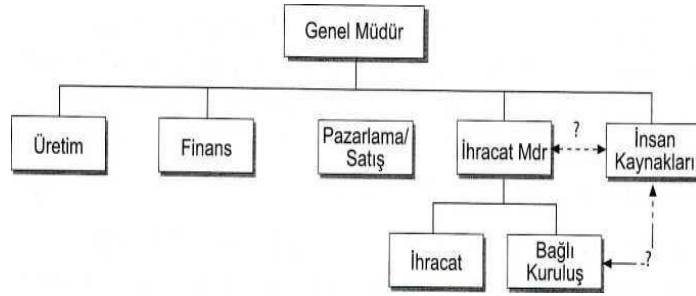 Genel Müdür
Üretim
Finans
Pazarlama/
Satış
İhracat Mdr
?
İnsan
Kaynakları
İhracat
Bağlı
Kuruluş
?